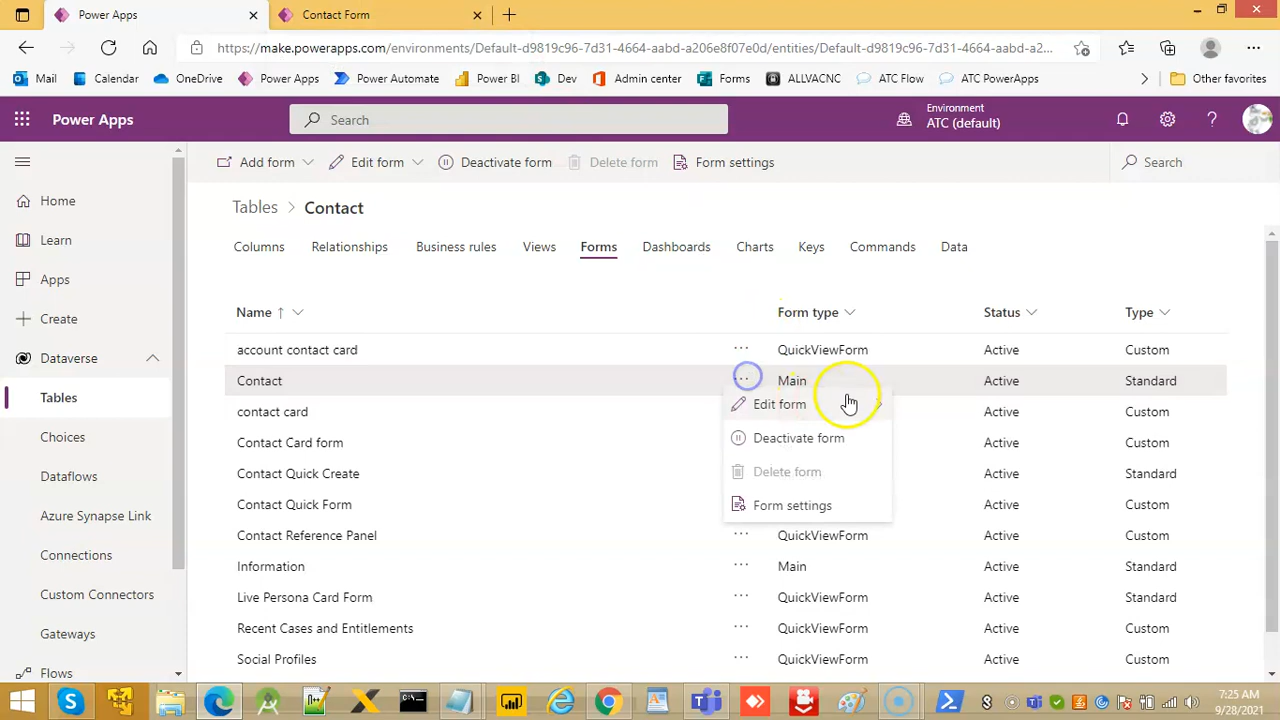 Power Apps
Contact Form
https://make.powerapps.com/environments/Default-d9819c96-7d31-4664-aabd-a206e8f07e0d/entities/Default-d9819c96-7d31-4664-aabd-a206e8f07e0d/...
Mail Calendar OneDrive Power Apps Power Automate Power BI Dev Admin center Forms ALLVACNC ATC Flow ATC PowerApps Other favorites
Power Apps
Search
Environment
ATC (default)
Add form Edit form Deactivate form Delete form Form settings Search
Home
Learn
Apps
Create
Dataverse
Tables
Choices
Dataflows
Azure Synapse Link
Connections
Custom Connectors
Gateways
Flows
Tables > Contact
Columns Relationships Business rules Views Forms Dashboards Charts Keys Commands Data
Name ↑ Form type Status Type
account contact card ... QuickViewForm Active Custom
Contact ... Main Active Standard
contact card Active Custom
Contact Card form Active Custom
Contact Quick Create Active Standard
Contact Quick Form Active Custom
Contact Reference Panel ... QuickViewForm Active Custom
Information ... Main Active Standard
Live Persona Card Form ... QuickViewForm Active Custom
Recent Cases and Entitlements ... QuickViewForm Active Custom
Social Profiles ... QuickViewForm Active Custom
Edit form
Deactivate form
Delete form
Form settings
7:25 AM
9/28/2021